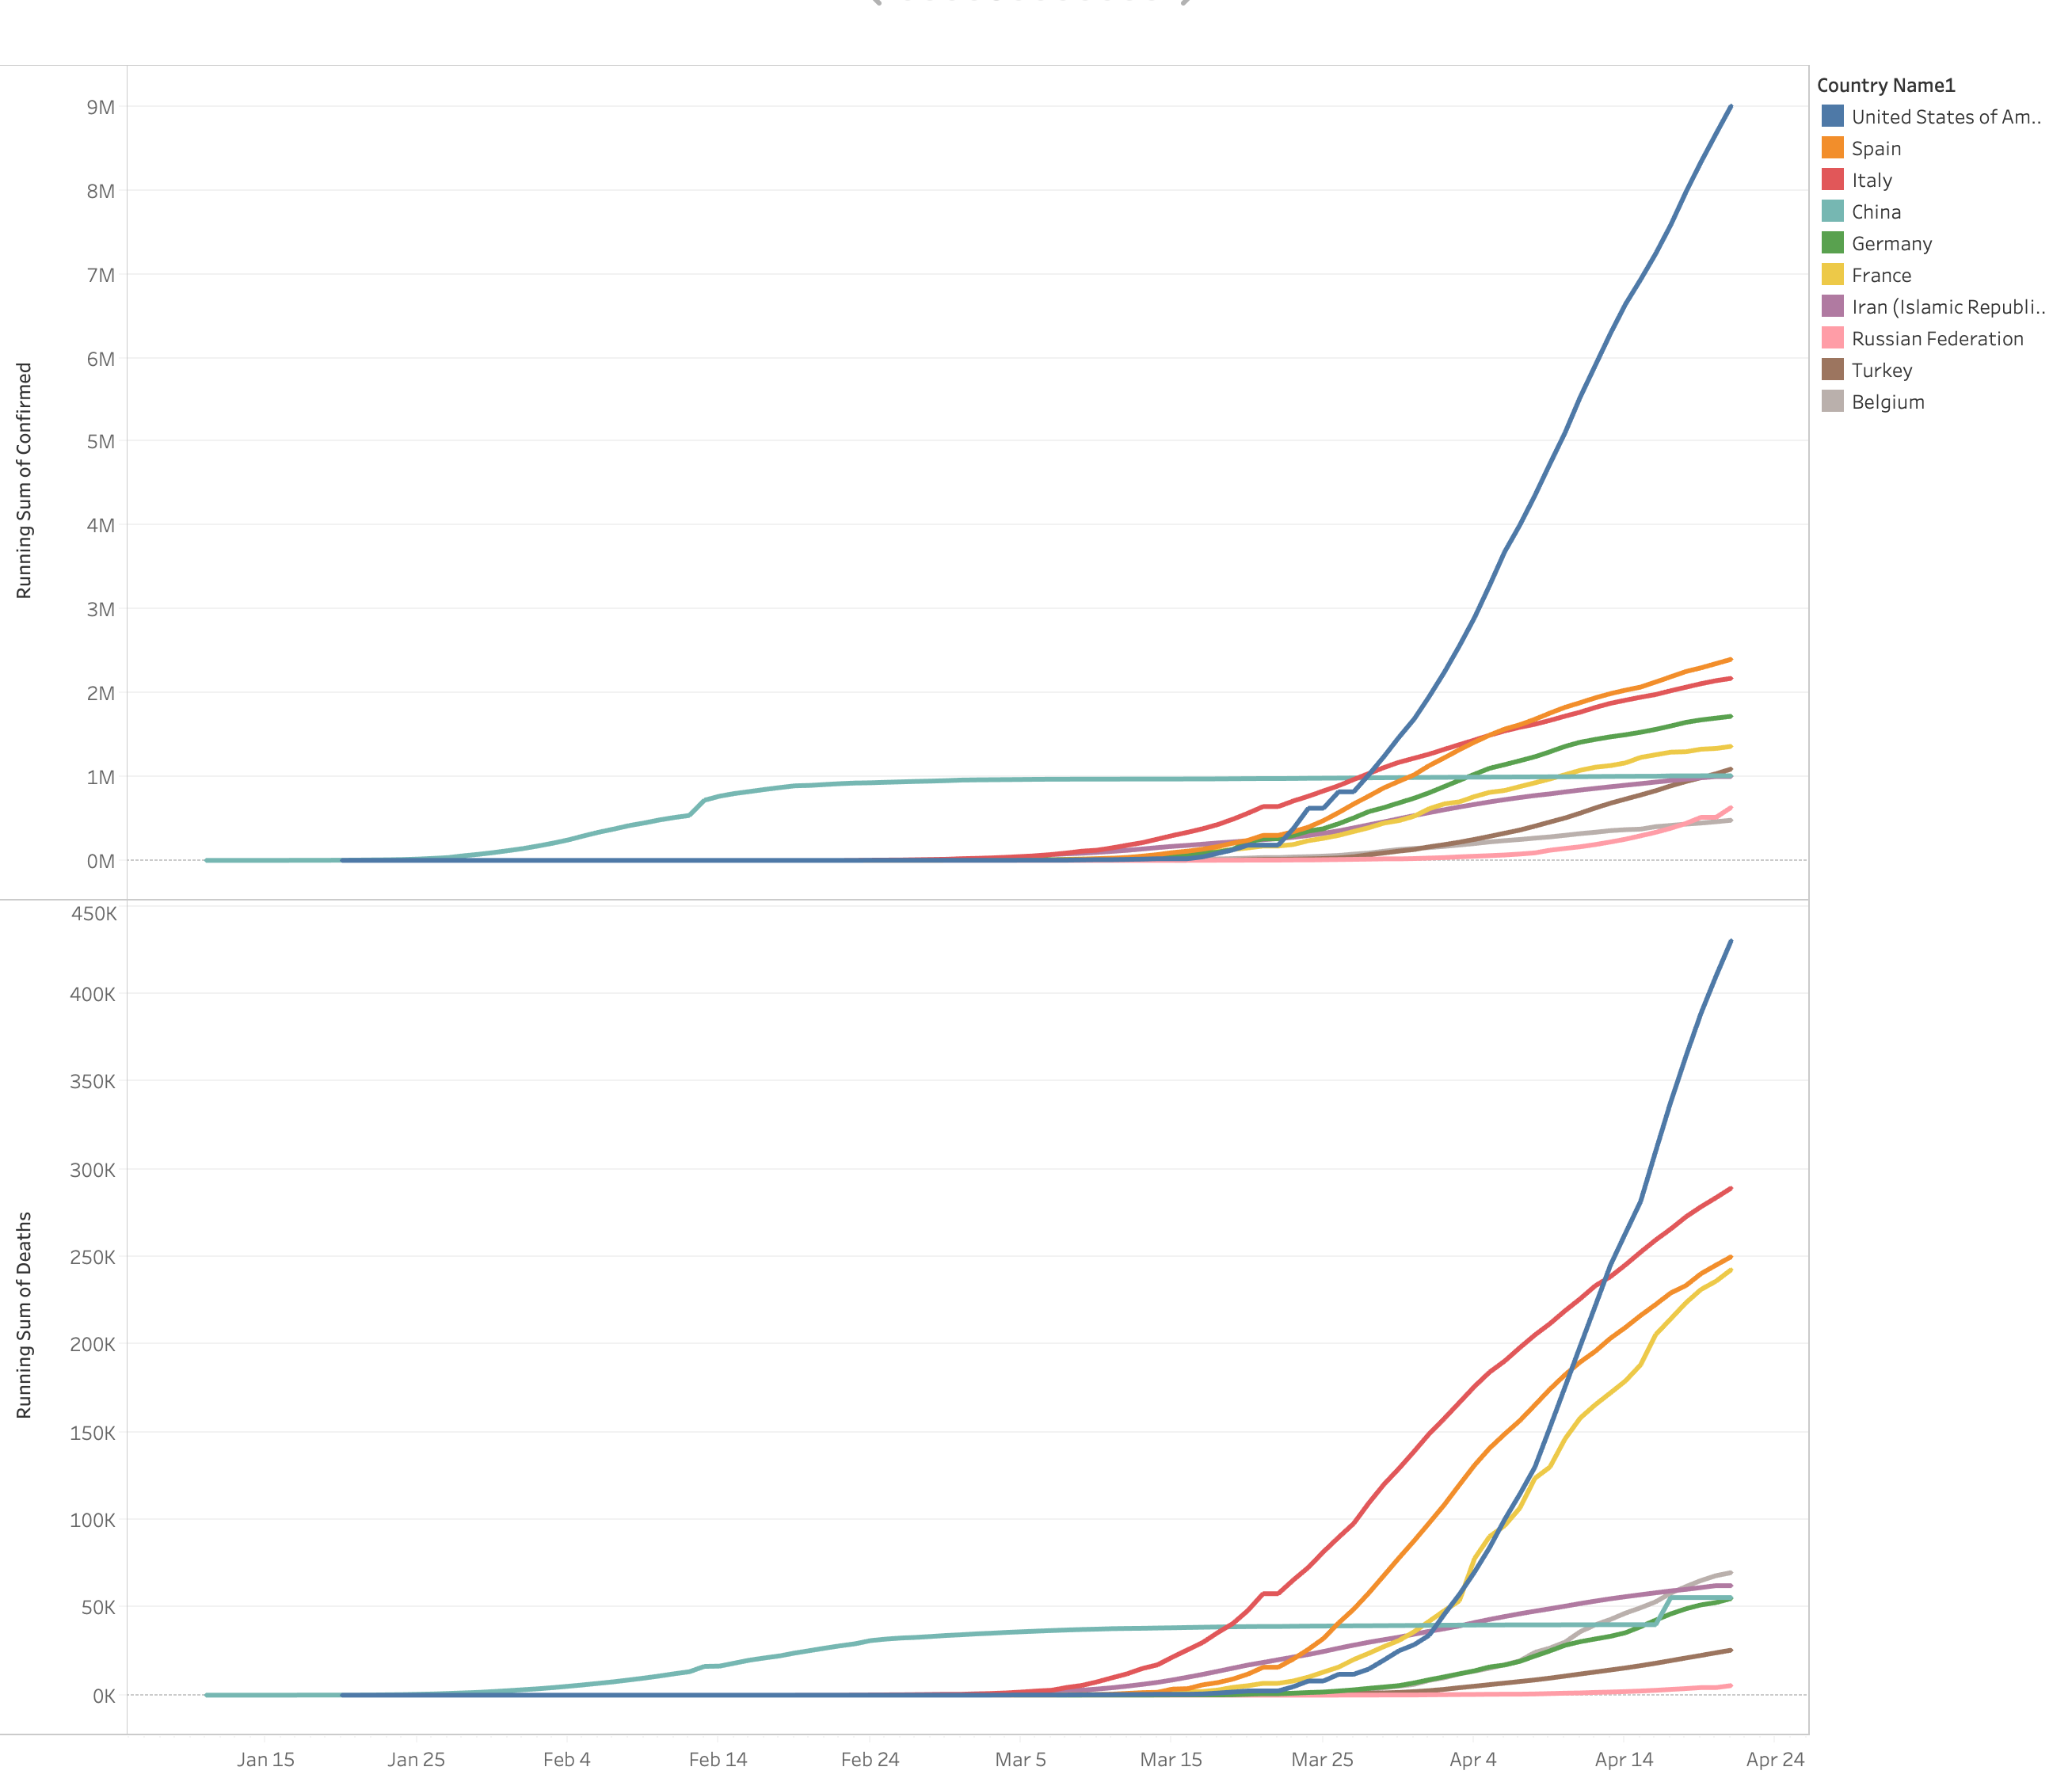 Country Name1
United States of Am..
Spain
Italy
China
Germany
France
Iran (Islamic Republi..
Russian Federation
Turkey
Belgium
Running Sum of Confirmed
9M
8M
7M
6M
5M
4M
3M
2M
1M
0M
Running Sum of Deaths
450K
400K
350K
300K
250K
200K
150K
100K
50K
0K
Jan 15
Jan 25
Feb 4
Feb 14
Feb 24
Mar 5
Mar 15
Mar 25
Apr 4
Apr 14
Apr 24